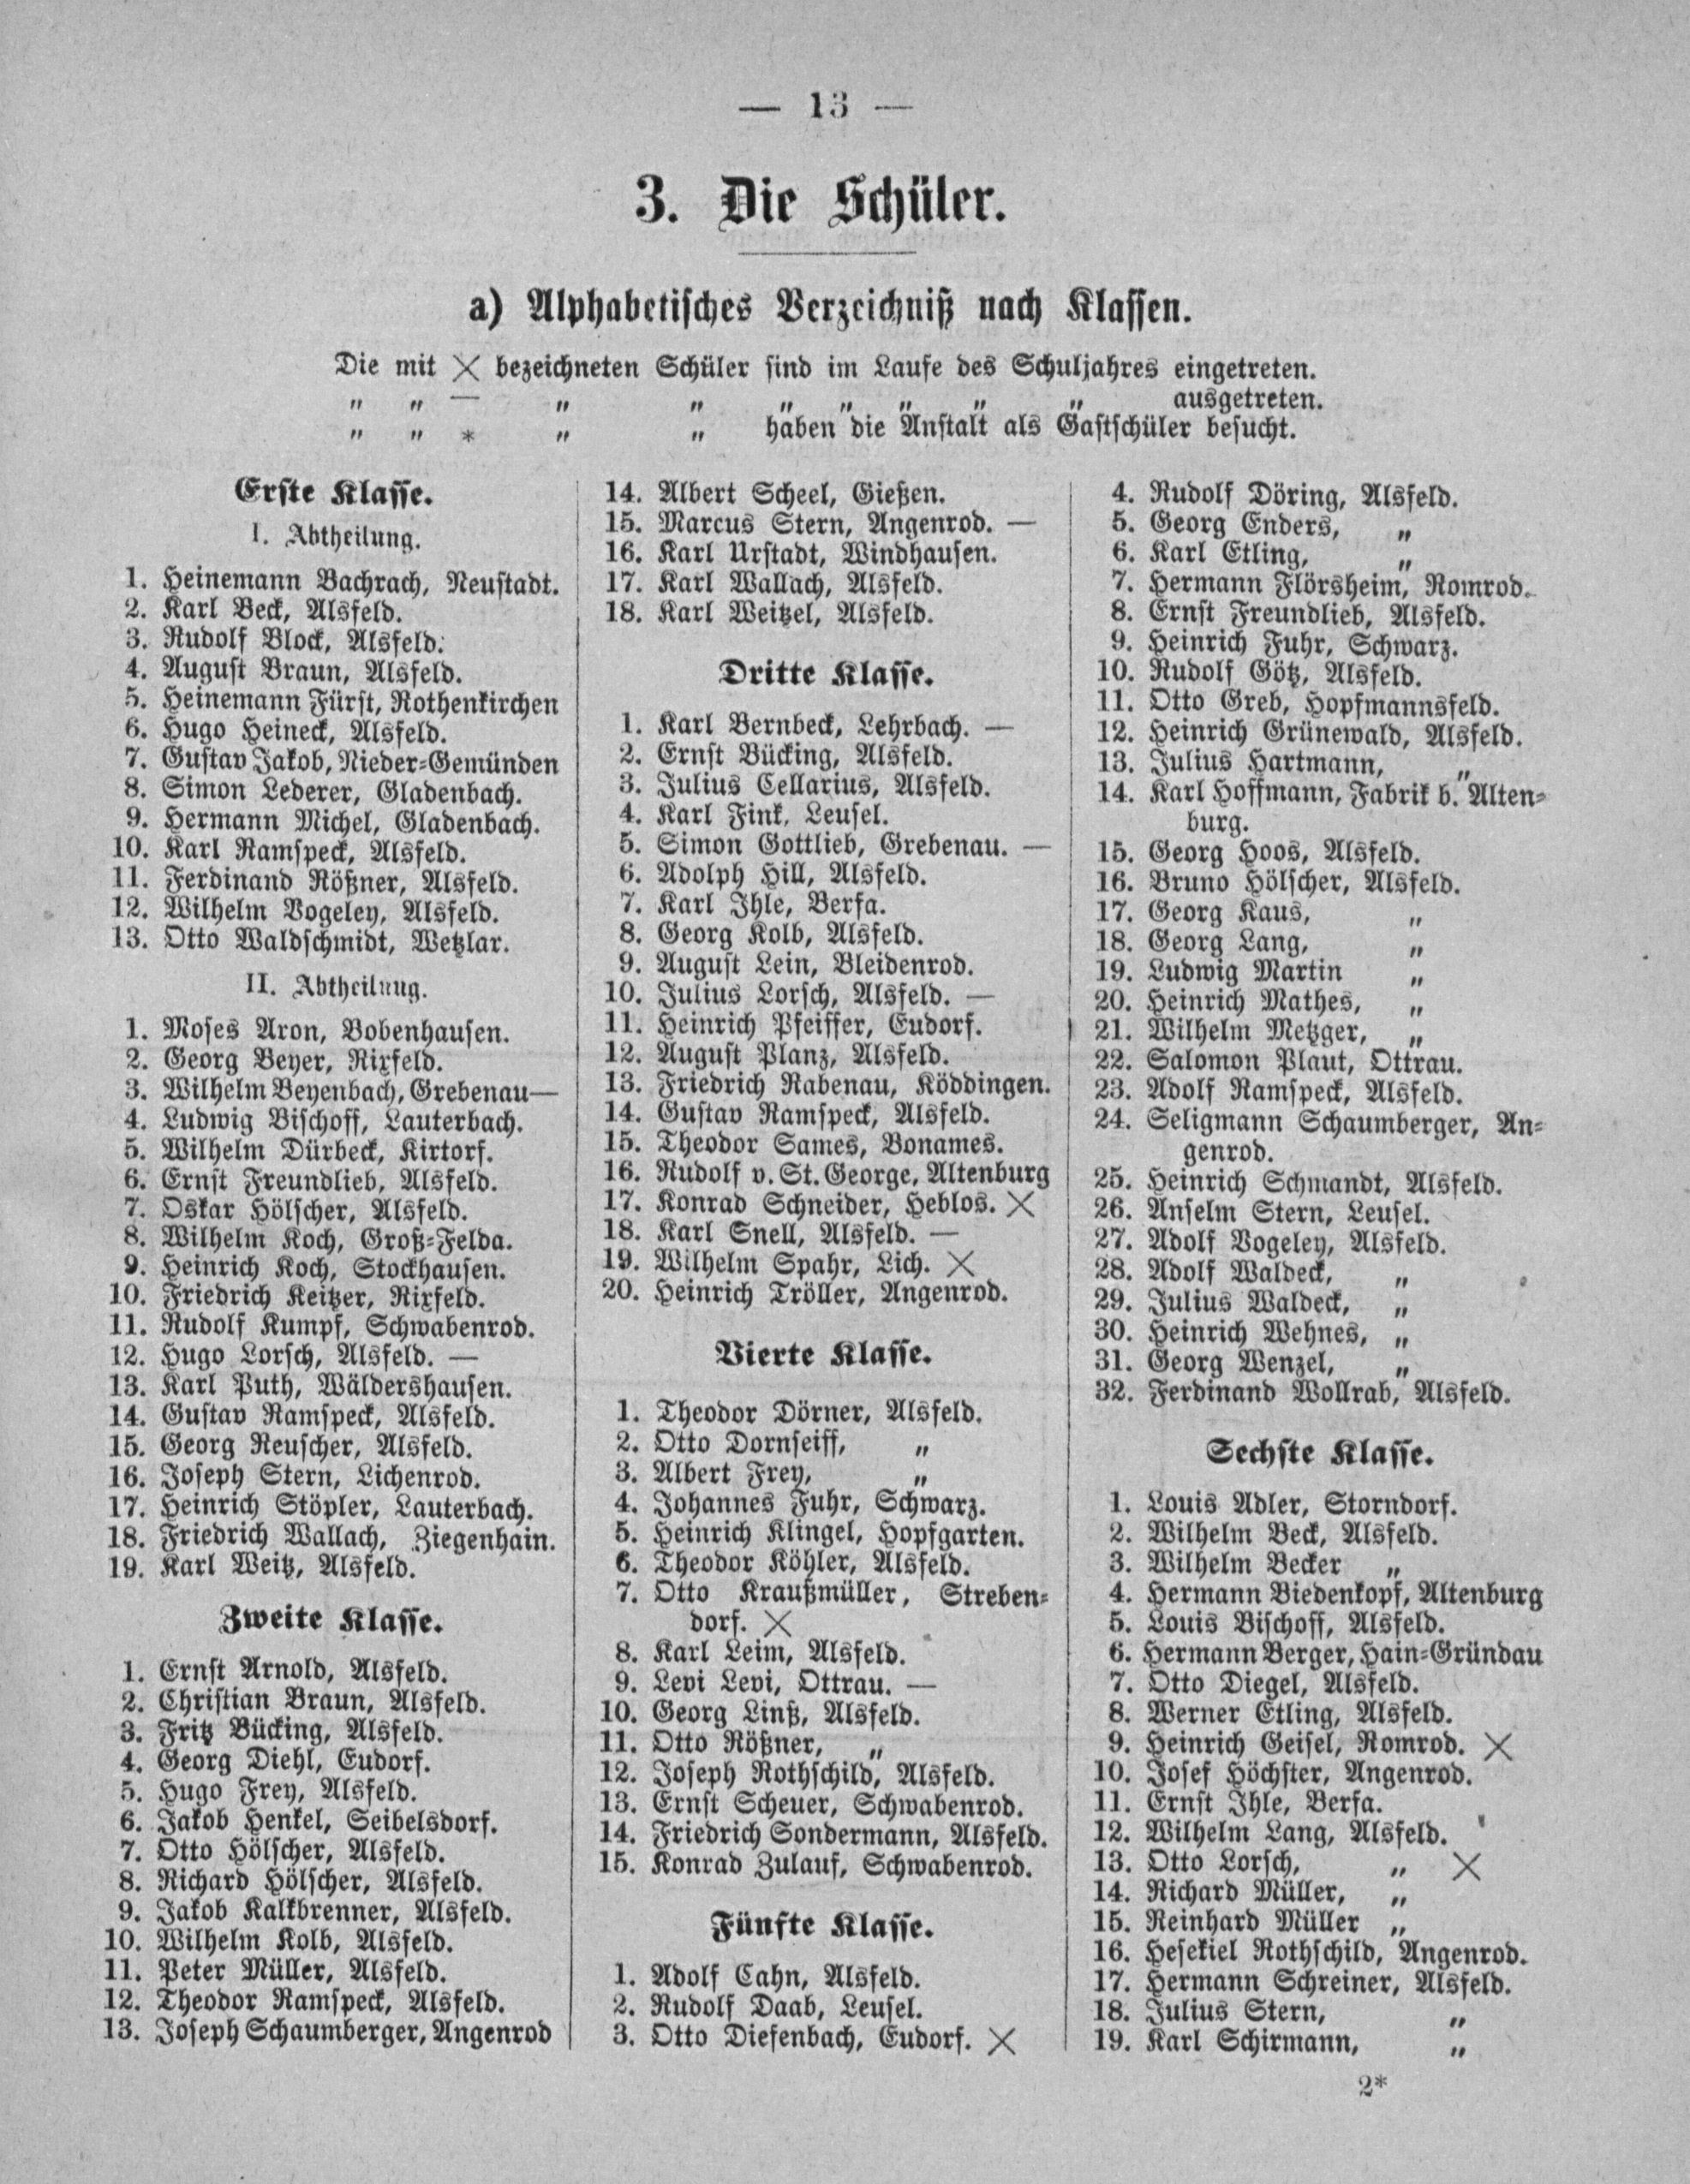 — 13 —
3. Die Schüler.
a) Alphabetisches Verzeichniß nach Klassen.
Die mit × bezeichneten Schüler sind im Laufe des Schuljahres eingetreten.
„ „ — „ „ „ „ „ „ „ ausgetreten.
„ „ * „ „ haben die Anstalt als Gastschüler besucht.
Erste Klasse.
I. Abtheilung.
1. Heinemann Bachrach, Neustadt.
2. Karl Beck, Alsfeld.
3. Rudolf Block, Alsfeld.
4. August Braun, Alsfeld.
5. Heinemann Fürst, Rothenkirchen
6. Hugo Heineck, Alsfeld.
7. Gustav Jakob, Nieder-Gemünden
8. Simon Lederer, Gladenbach.
9. Hermann Michel, Gladenbach.
10. Karl Ramspeck, Alsfeld.
11. Ferdinand Rößner, Alsfeld.
12. Wilhelm Vogeley, Alsfeld.
13. Otto Waldschmidt, Wetzlar.
II. Abtheilung.
1. Moses Aron, Bobenhausen.
2. Georg Beyer, Rixfeld.
3. Wilhelm Beyenbach, Grebenau—
4. Ludwig Bischoff, Lauterbach.
5. Wilhelm Dürbeck, Kirtorf.
6. Ernst Freundlieb, Alsfeld.
7. Oskar Hölscher, Alsfeld.
8. Wilhelm Koch, Groß-Felda.
9. Heinrich Koch, Stockhausen.
10. Friedrich Keitzer, Rixfeld.
11. Rudolf Kumpf, Schwabenrod.
12. Hugo Lorsch, Alsfeld. —
13. Karl Puth, Wäldershausen.
14. Gustav Ramspeck, Alsfeld.
15. Georg Reuscher, Alsfeld.
16. Joseph Stern, Lichenrod.
17. Heinrich Stöpler, Lauterbach.
18. Friedrich Wallach, Ziegenhain.
19. Karl Weitz, Alsfeld.
Zweite Klasse.
1. Ernst Arnold, Alsfeld.
2. Christian Braun, Alsfeld.
3. Fritz Bücking, Alsfeld.
4. Georg Diehl, Eudorf.
5. Hugo Frey, Alsfeld.
6. Jakob Henkel, Seibelsdorf.
7. Otto Hölscher, Alsfeld.
8. Richard Hölscher, Alsfeld.
9. Jakob Kalkbrenner, Alsfeld.
10. Wilhelm Kolb, Alsfeld.
11. Peter Müller, Alsfeld.
12. Theodor Ramspeck, Alsfeld.
13. Joseph Schaumberger, Angenrod
14. Albert Scheel, Gießen.
15. Marcus Stern, Angenrod. —
16. Karl Urstadt, Windhausen.
17. Karl Wallach, Alsfeld.
18. Karl Weitzel, Alsfeld.
Dritte Klasse.
1. Karl Bernbeck, Lehrbach. —
2. Ernst Bücking, Alsfeld.
3. Julius Cellarius, Alsfeld.
4. Karl Fink, Leusel.
5. Simon Gottlieb, Grebenau. —
6. Adolph Hill, Alsfeld.
7. Karl Ihle, Berfa.
8. Georg Kolb, Alsfeld.
9. August Lein, Bleidenrod.
10. Julius Lorsch, Alsfeld. —
11. Heinrich Pfeiffer, Eudorf.
12. August Planz, Alsfeld.
13. Friedrich Rabenau, Köddingen.
14. Gustav Ramspeck, Alsfeld.
15. Theodor Sames, Bonames.
16. Rudolf v. St. George, Altenburg
17. Konrad Schneider, Heblos. ×
18. Karl Snell, Alsfeld. —
19. Wilhelm Spahr, Lich. ×
20. Heinrich Tröller, Angenrod.
Vierte Klasse.
1. Theodor Dörner, Alsfeld.
2. Otto Dornseiff, „
3. Albert Frey, „
4. Johannes Fuhr, Schwarz.
5. Heinrich Klingel, Hopfgarten.
6. Theodor Köhler, Alsfeld.
7. Otto Kraußmüller, Streben-
dorf. ×
8. Karl Leim, Alsfeld.
9. Levi Levi, Ottrau. —
10. Georg Linß, Alsfeld.
11. Otto Rößner, „
12. Joseph Rothschild, Alsfeld.
13. Ernst Scheuer, Schwabenrod.
14. Friedrich Sondermann, Alsfeld.
15. Konrad Zulauf, Schwabenrod.
Fünfte Klasse.
1. Adolf Cahn, Alsfeld.
2. Rudolf Daab, Leusel.
3. Otto Diefenbach, Eudorf. ×
4. Rudolf Döring, Alsfeld.
5. Georg Enders, „
6. Karl Etling, „
7. Hermann Flörsheim, Romrod.
8. Ernst Freundlieb, Alsfeld.
9. Heinrich Fuhr, Schwarz.
10. Rudolf Götz, Alsfeld.
11. Otto Greb, Hopfmannsfeld.
12. Heinrich Grünewald, Alsfeld.
13. Julius Hartmann, „
14. Karl Hoffmann, Fabrik b. Alten-
burg.
15. Georg Hoos, Alsfeld.
16. Bruno Hölscher, Alsfeld.
17. Georg Kaus, „
18. Georg Lang, „
19. Ludwig Martin „
20. Heinrich Mathes, „
21. Wilhelm Metzger, „
22. Salomon Plaut, Ottrau.
23. Adolf Ramspeck, Alsfeld.
24. Seligmann Schaumberger, An-
genrod.
25. Heinrich Schmandt, Alsfeld.
26. Anselm Stern, Leusel.
27. Adolf Vogeley, Alsfeld.
28. Adolf Waldeck, „
29. Julius Waldeck, „
30. Heinrich Wehnes, „
31. Georg Wenzel, „
32. Ferdinand Wollrab, Alsfeld.
Sechste Klasse.
1. Louis Adler, Storndorf.
2. Wilhelm Beck, Alsfeld.
3. Wilhelm Becker „
4. Hermann Biedenkopf, Altenburg
5. Louis Bischoff, Alsfeld.
6. Hermann Berger, Hain-Gründau
7. Otto Diegel, Alsfeld.
8. Werner Etling, Alsfeld.
9. Heinrich Geisel, Romrod. ×
10. Josef Höchster, Angenrod.
11. Ernst Ihle, Berfa.
12. Wilhelm Lang, Alsfeld.
13. Otto Lorsch, „ ×
14. Richard Müller, „
15. Reinhard Müller „
16. Hesekiel Rothschild, Angenrod.
17. Hermann Schreiner, Alsfeld.
18. Julius Stern, „
19. Karl Schirmann, „
2*